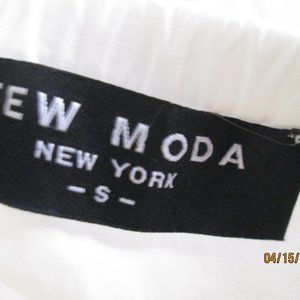 EW MODA
NEW YORK
- S -
04/15/